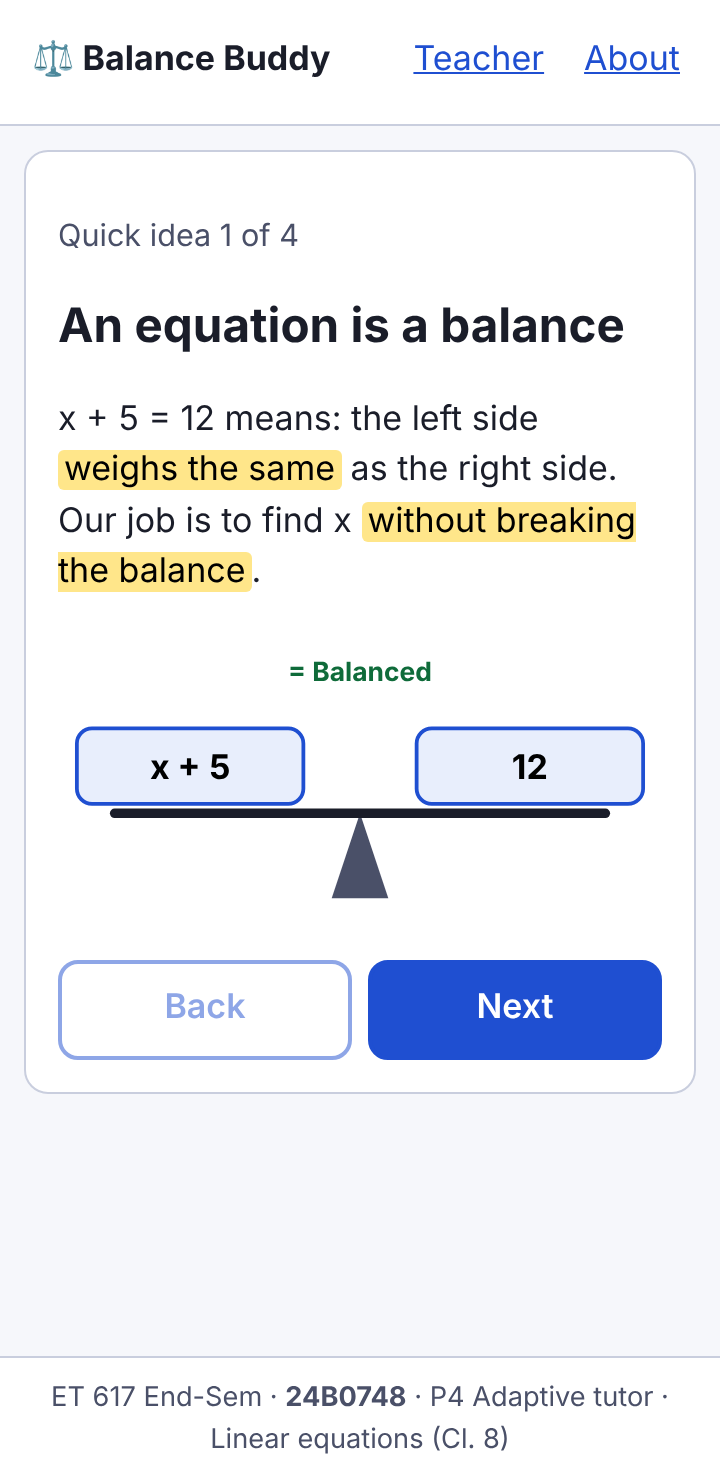 ⚖️ Balance Buddy Teacher About
Quick idea 1 of 4
An equation is a balance
x + 5 = 12 means: the left side
weighs the same as the right side.
Our job is to find x without breaking
the balance.
= Balanced
x + 5
12
Back
Next
ET 617 End-Sem · 24B0748 · P4 Adaptive tutor ·
Linear equations (Cl. 8)